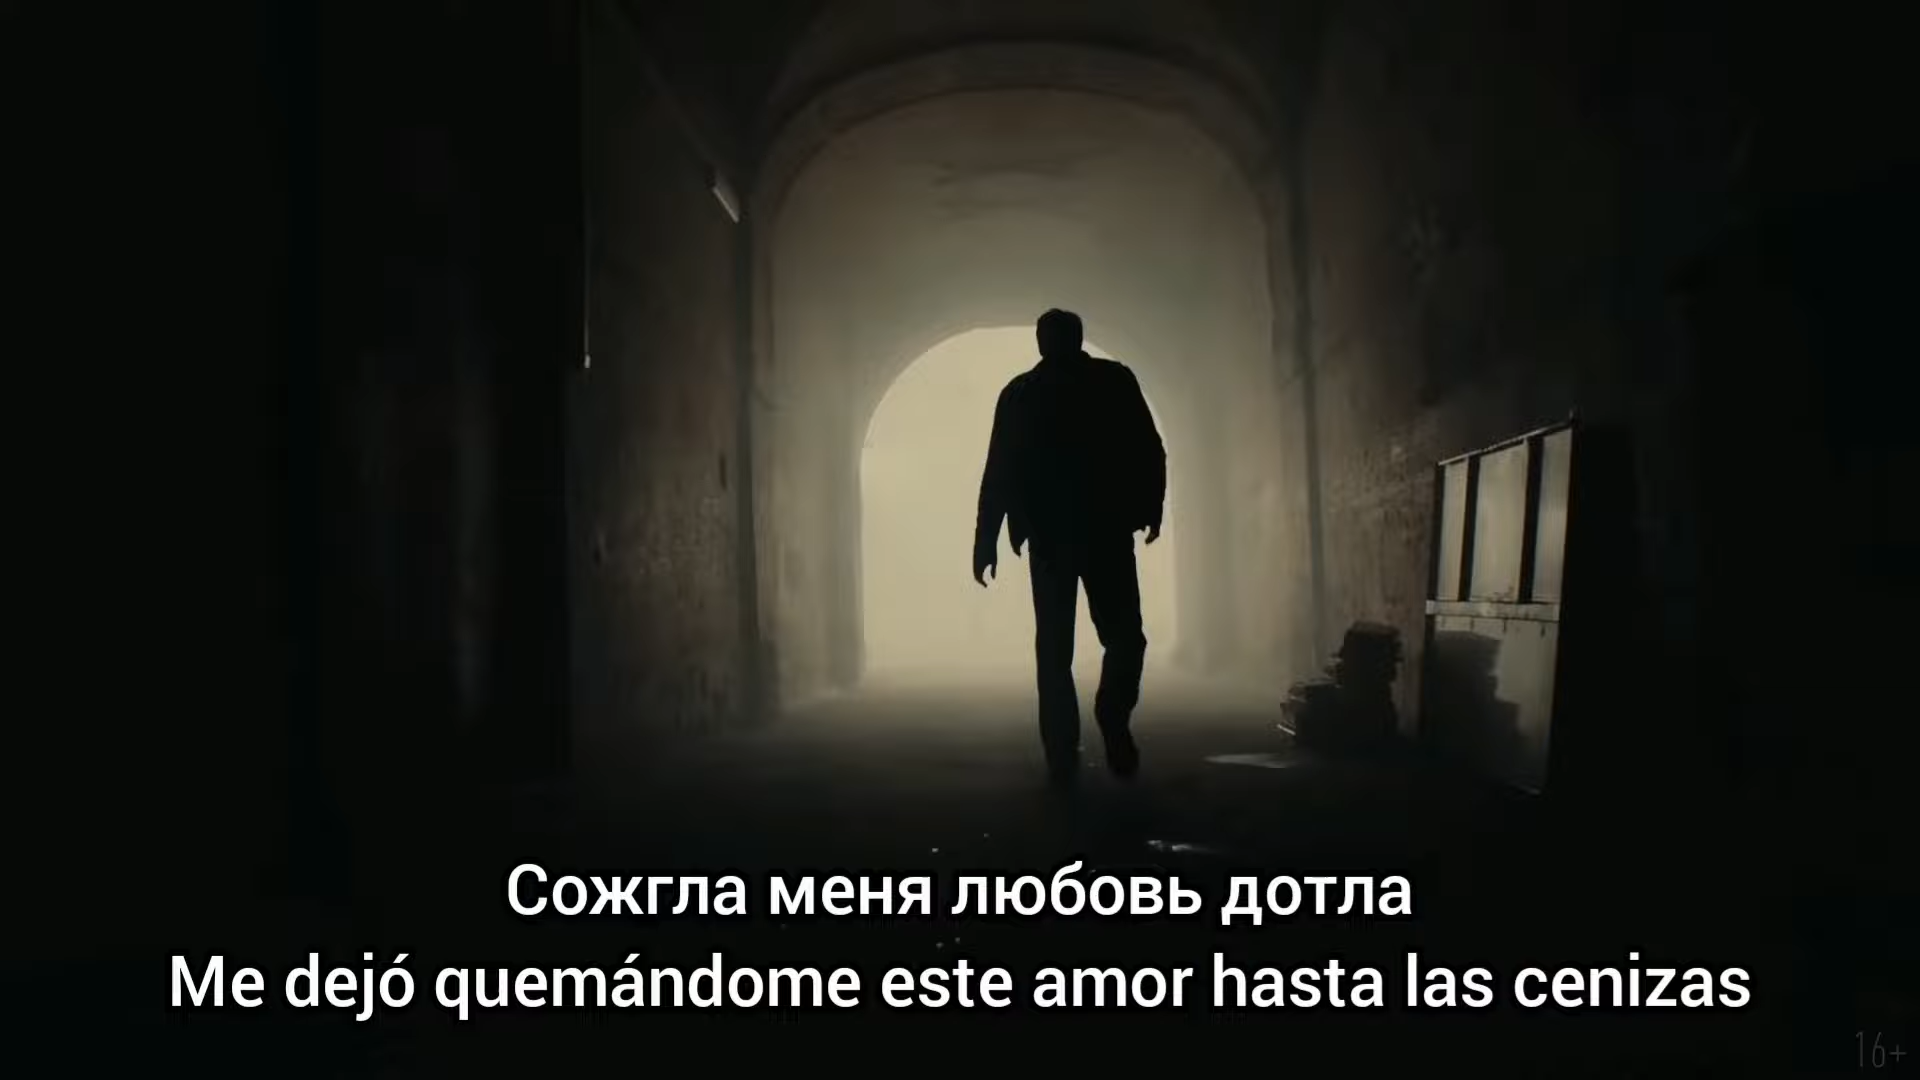 Сожгла меня любовь дотла
Me dejó quemándome este amor hasta las cenizas
16+